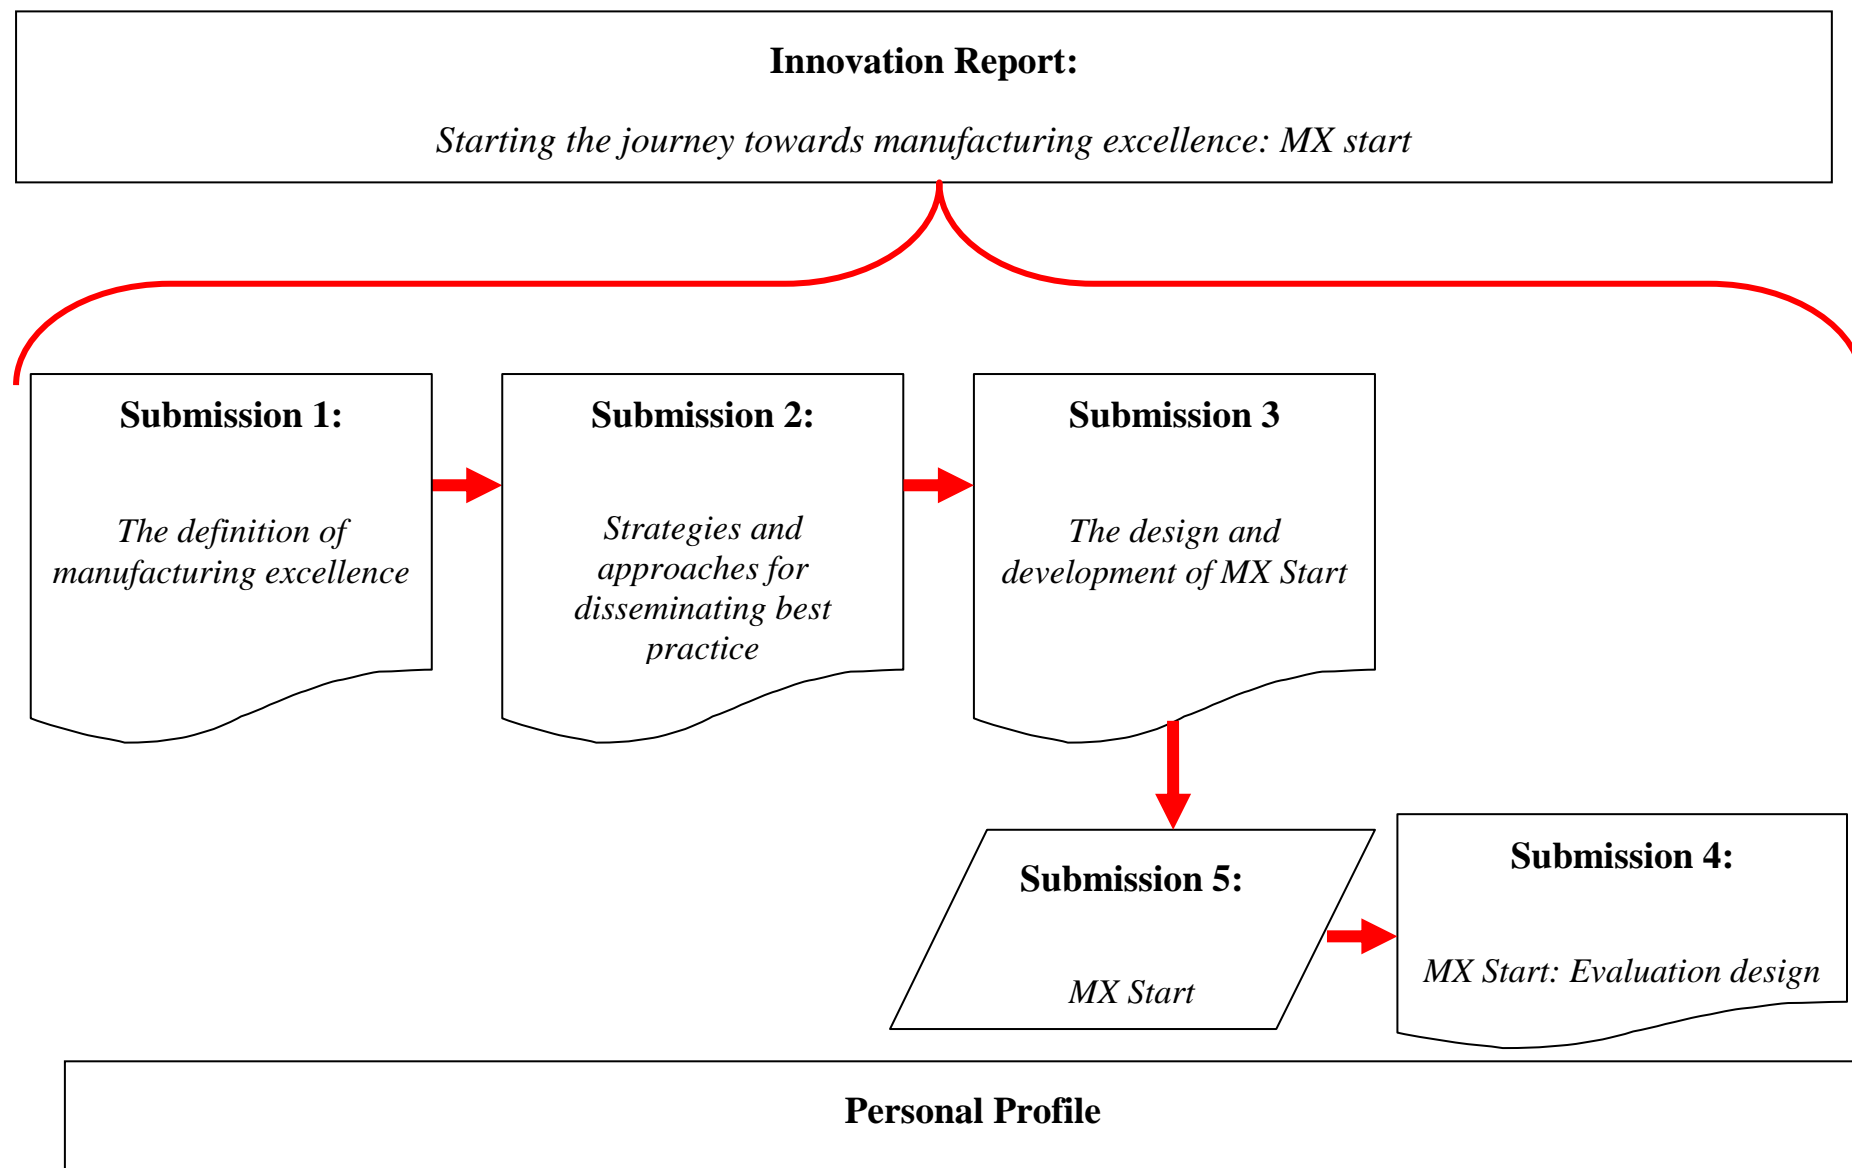 Innovation Report:
Starting the journey towards manufacturing excellence: MX start
Submission 1:
The definition of
manufacturing excellence
Submission 2:
Strategies and
approaches for
disseminating best
practice
Submission 3
The design and
development of MX Start
Submission 5:
MX Start
Submission 4:
MX Start: Evaluation design
Personal Profile